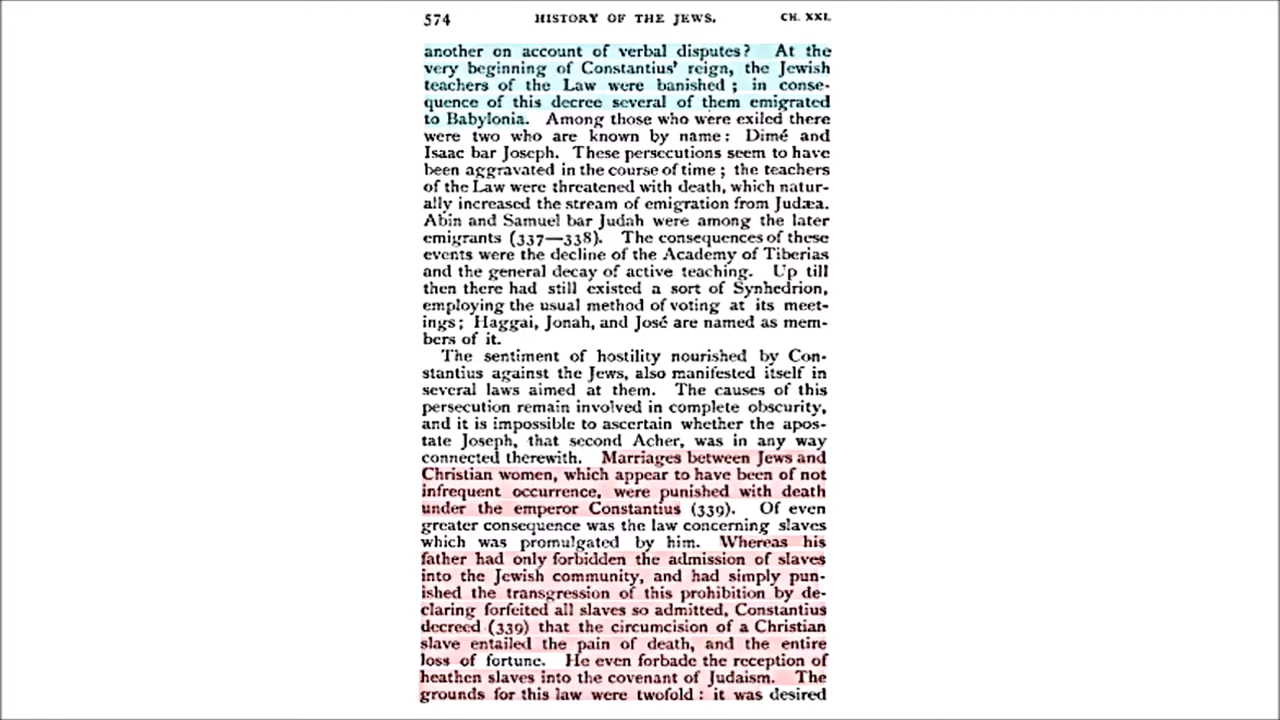 574 HISTORY OF THE JEWS. CH. XXI.
another on account of verbal disputes? At the
very beginning of Constantius' reign, the Jewish
teachers of the Law were banished; in conse-
quence of this decree several of them emigrated
to Babylonia. Among those who were exiled there
were two who are known by name: Dimé and
Isaac bar Joseph. These persecutions seem to have
been aggravated in the course of time; the teachers
of the Law were threatened with death, which natur-
ally increased the stream of emigration from Judæa.
Abin and Samuel bar Judah were among the later
emigrants (337—338). The consequences of these
events were the decline of the Academy of Tiberias
and the general decay of active teaching. Up till
then there had still existed a sort of Synhedrion,
employing the usual method of voting at its meet-
ings; Haggai, Jonah, and José are named as mem-
bers of it.
The sentiment of hostility nourished by Con-
stantius against the Jews, also manifested itself in
several laws aimed at them. The causes of this
persecution remain involved in complete obscurity,
and it is impossible to ascertain whether the apos-
tate Joseph, that second Acher, was in any way
connected therewith. Marriages between Jews and
Christian women, which appear to have been of not
infrequent occurrence, were punished with death
under the emperor Constantius (339). Of even
greater consequence was the law concerning slaves
which was promulgated by him. Whereas his
father had only forbidden the admission of slaves
into the Jewish community, and had simply pun-
ished the transgression of this prohibition by de-
claring forfeited all slaves so admitted, Constantius
decreed (339) that the circumcision of a Christian
slave entailed the pain of death, and the entire
loss of fortune. He even forbade the reception of
heathen slaves into the covenant of Judaism. The
grounds for this law were twofold: it was desired